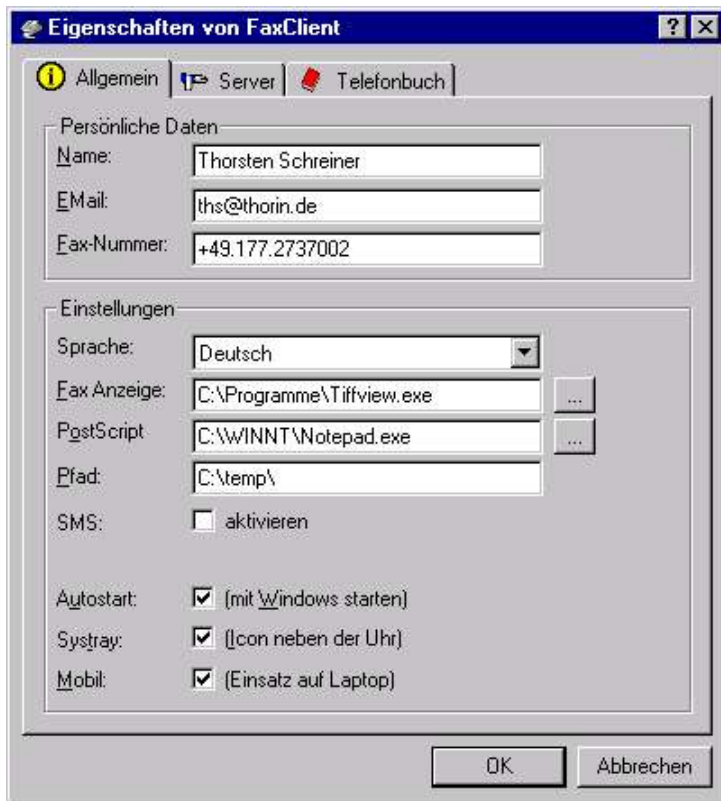 Eigenschaften von FaxClient
Allgemein Server Telefonbuch
Persönliche Daten
Name: Thorsten Schreiner
EMail: ths@thorin.de
Fax-Nummer: +49.177.2737002
Einstellungen
Sprache: Deutsch
Fax Anzeige: C:\Programme\Tiffview.exe ...
PostScript C:\WINNT\Notepad.exe ...
Pfad: C:\temp\
SMS: aktivieren
Autostart: (mit Windows starten)
Systray: (Icon neben der Uhr)
Mobil: (Einsatz auf Laptop)
OK Abbrechen